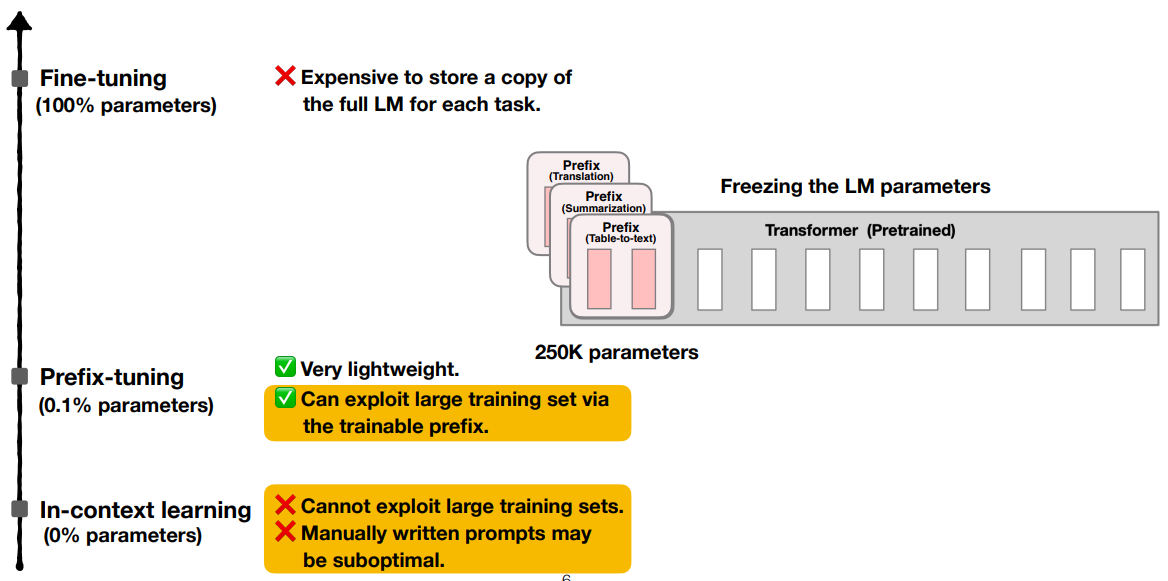 Fine-tuning
(100% parameters)
❌ Expensive to store a copy of
the full LM for each task.
Prefix
(Translation)
Prefix
(Summarization)
Prefix
(Table-to-text)
Freezing the LM parameters
Transformer (Pretrained)
250K parameters
Prefix-tuning
(0.1% parameters)
✅ Very lightweight.
✅ Can exploit large training set via
the trainable prefix.
In-context learning
(0% parameters)
❌ Cannot exploit large training sets.
❌ Manually written prompts may
be suboptimal.
6